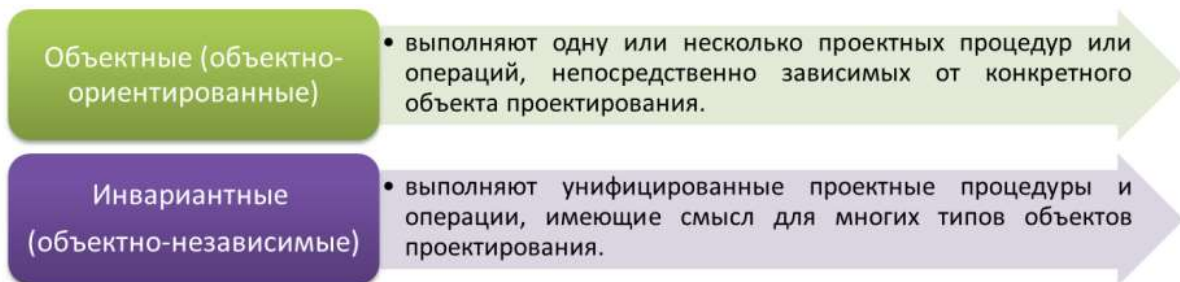 Объектные (объектно-
ориентированные)
• выполняют одну или несколько проектных процедур или
операций, непосредственно зависимых от конкретного
объекта проектирования.
Инвариантные
(объектно-независимые)
• выполняют унифицированные проектные процедуры и
операции, имеющие смысл для многих типов объектов
проектирования.